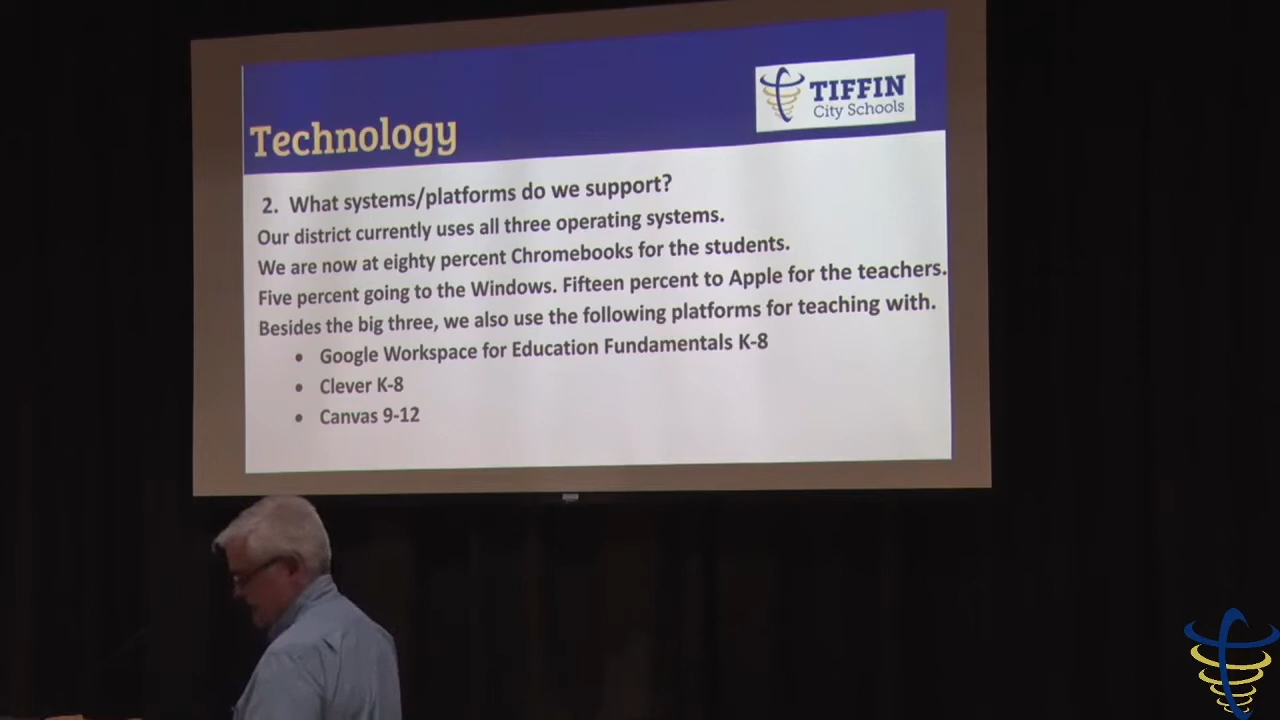 TIFFIN
City Schools
Technology
2. What systems/platforms do we support?
Our district currently uses all three operating systems.
We are now at eighty percent Chromebooks for the students.
Five percent going to the Windows. Fifteen percent to Apple for the teachers.
Besides the big three, we also use the following platforms for teaching with.
• Google Workspace for Education Fundamentals K-8
• Clever K-8
• Canvas 9-12